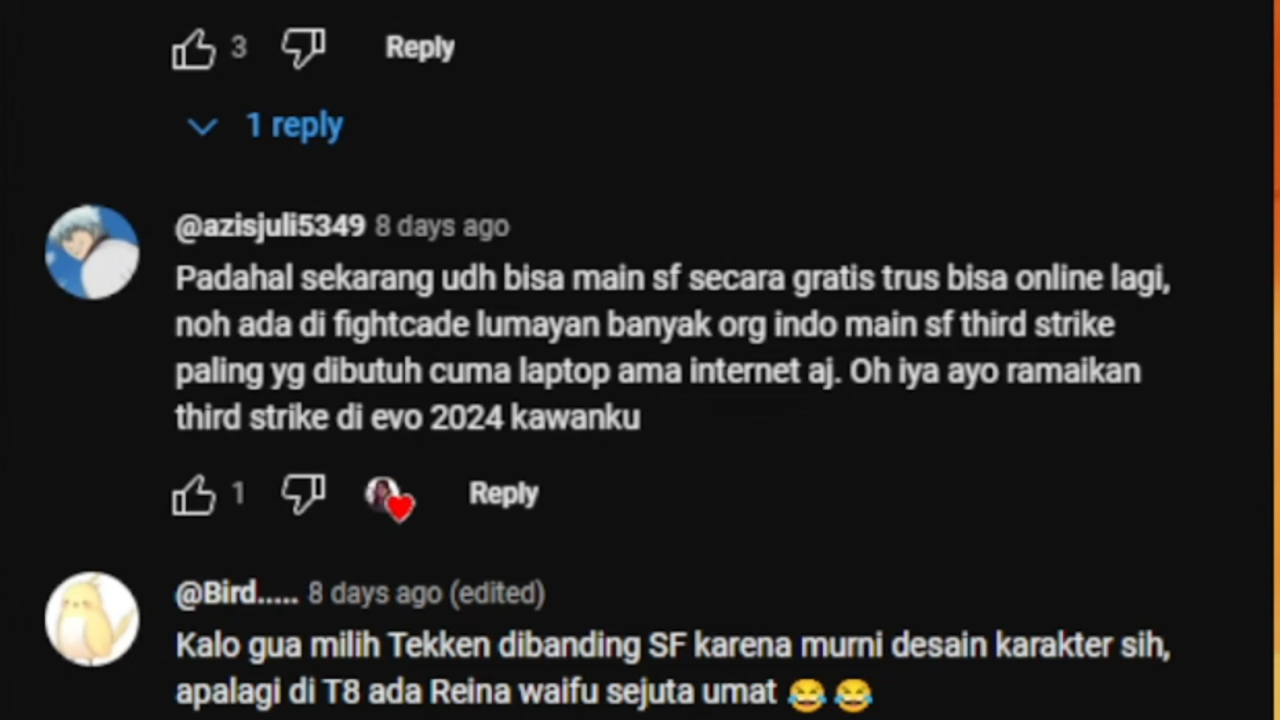 3 Reply
1 reply
@azisjuli5349 8 days ago
Padahal sekarang udh bisa main sf secara gratis trus bisa online lagi,
noh ada di fightcade lumayan banyak org indo main sf third strike
paling yg dibutuh cuma laptop ama internet aj. Oh iya ayo ramaikan
third strike di evo 2024 kawanku
1 Reply
@Bird..... 8 days ago (edited)
Kalo gua milih Tekken dibanding SF karena murni desain karakter sih,
apalagi di T8 ada Reina waifu sejuta umat 😂😂